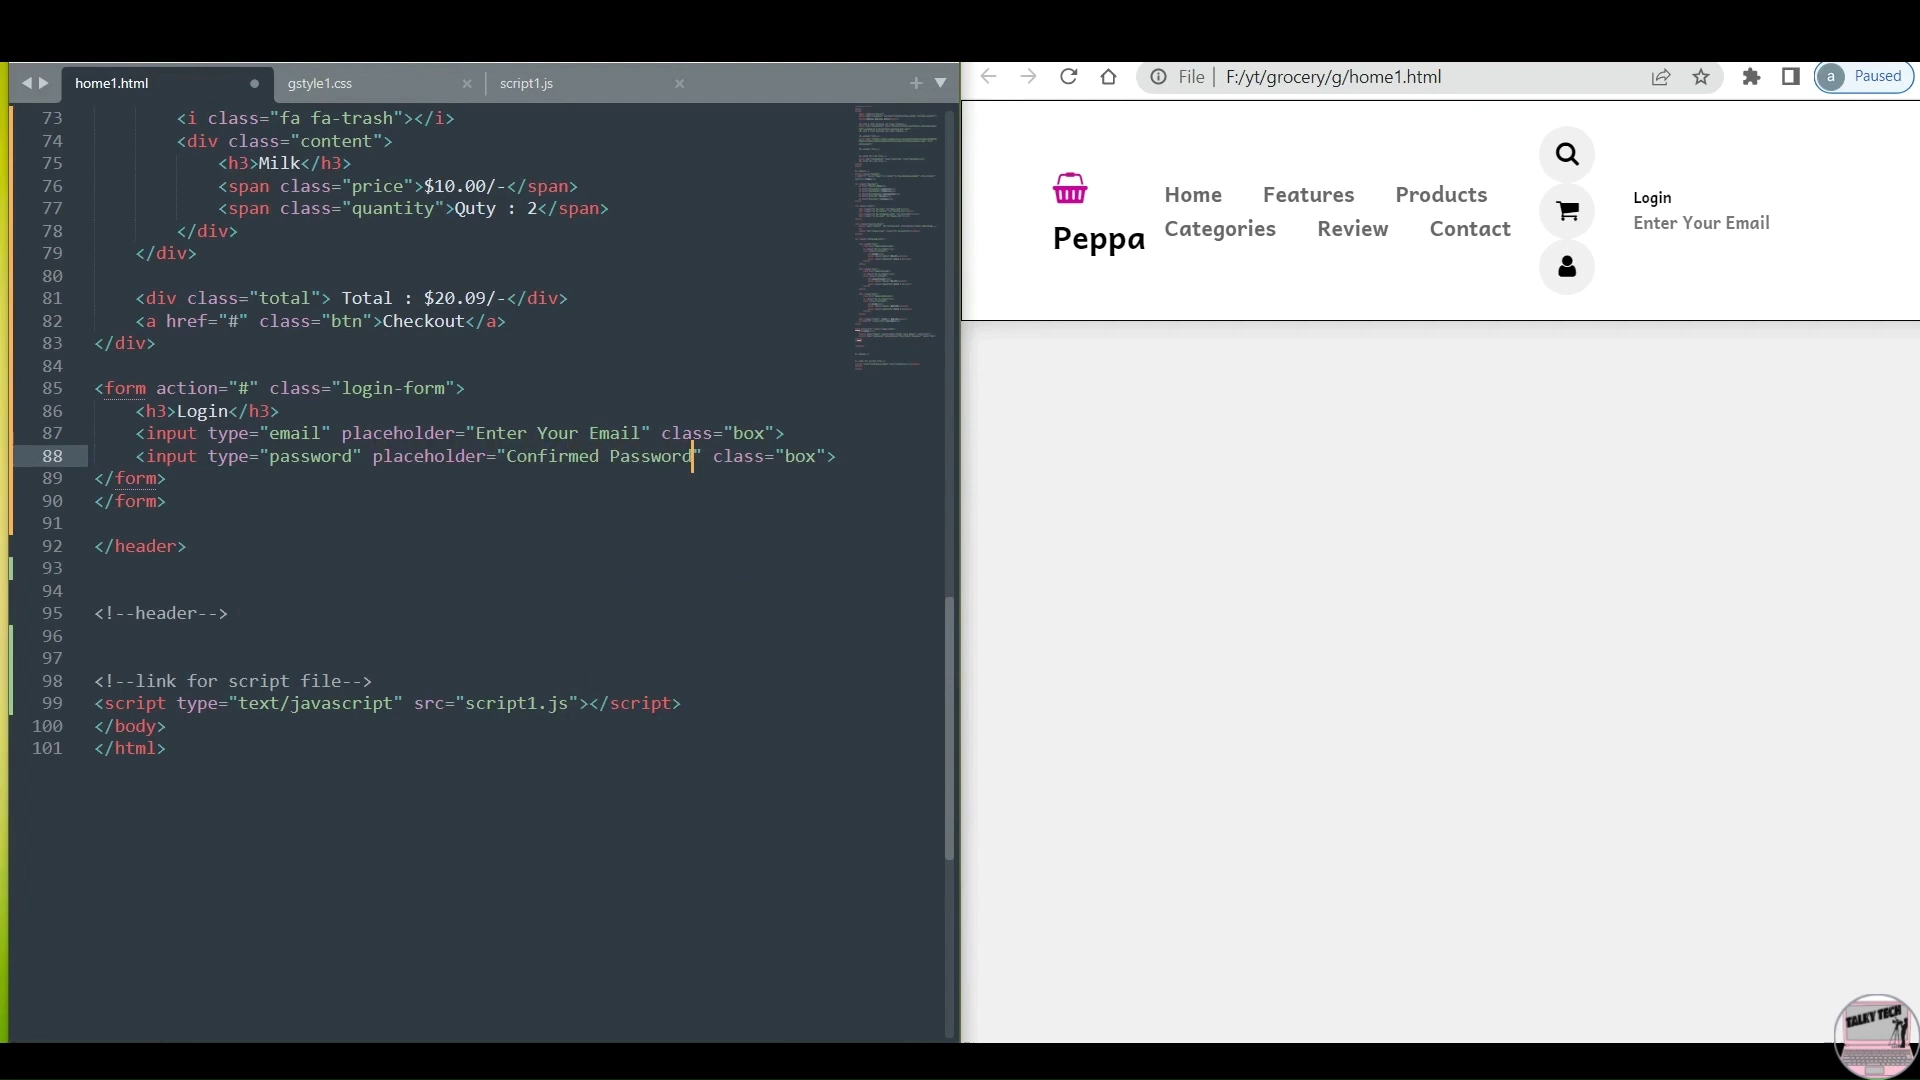 home1.html
gstyle1.css
script1.js
73 <i class="fa fa-trash"></i>
74 <div class="content">
75 <h3>Milk</h3>
76 <span class="price">$10.00/-</span>
77 <span class="quantity">Quty : 2</span>
78 </div>
79 </div>
80
81 <div class="total"> Total : $20.09/-</div>
82 <a href="#" class="btn">Checkout</a>
83 </div>
84
85 <form action="#" class="login-form">
86 <h3>Login</h3>
87 <input type="email" placeholder="Enter Your Email" class="box">
88 <input type="password" placeholder="Confirmed Password" class="box">
89 </form>
90 </form>
91
92 </header>
93
94
95 <!--header-->
96
97
98 <!--link for script file-->
99 <script type="text/javascript" src="script1.js"></script>
100 </body>
101 </html>
File F:/yt/grocery/g/home1.html
a Paused
Peppa
Home Features Products
Categories Review Contact
Login
Enter Your Email
TALKY TECH